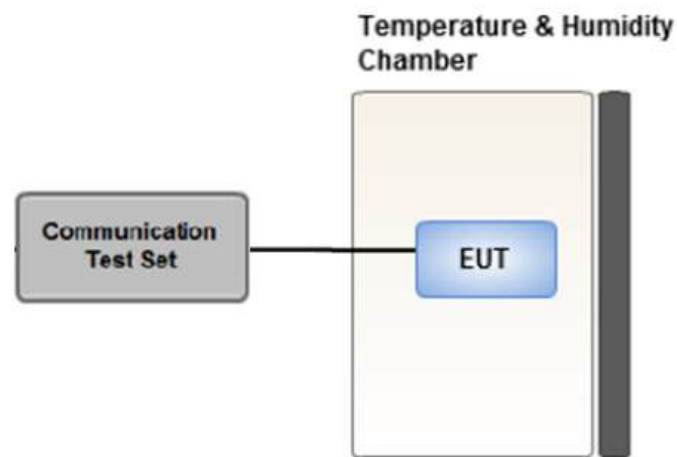 Temperature & Humidity
Chamber
Communication
Test Set
EUT